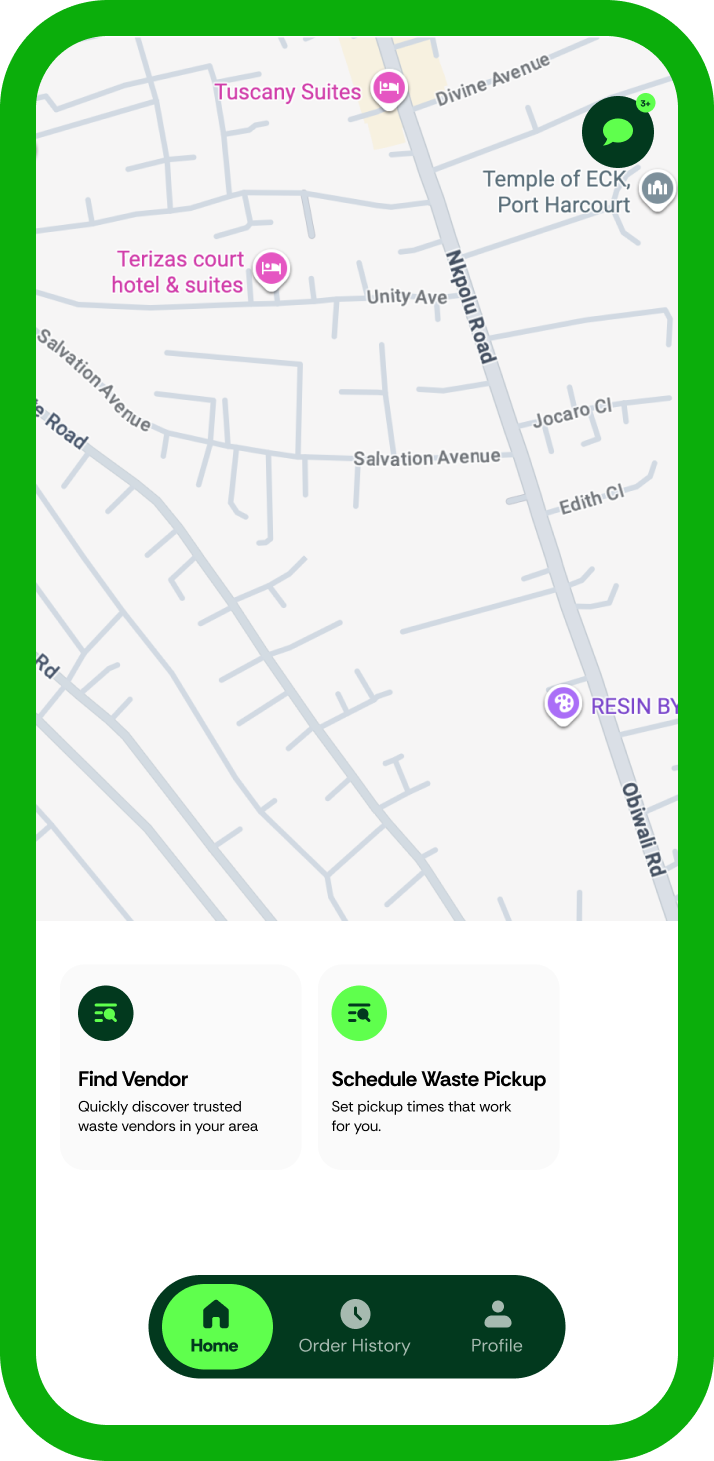 Tuscany Suites
Divine Avenue
3+
Temple of ECK,
Port Harcourt
Terizas court
hotel & suites
Unity Ave
Nkpolu Road
Salvation Avenue
Road
Jocaro Cl
Salvation Avenue
Edith Cl
Rd
RESIN BY
Obiwali Rd
Find Vendor
Quickly discover trusted
waste vendors in your area
Schedule Waste Pickup
Set pickup times that work
for you.
Home
Order History
Profile